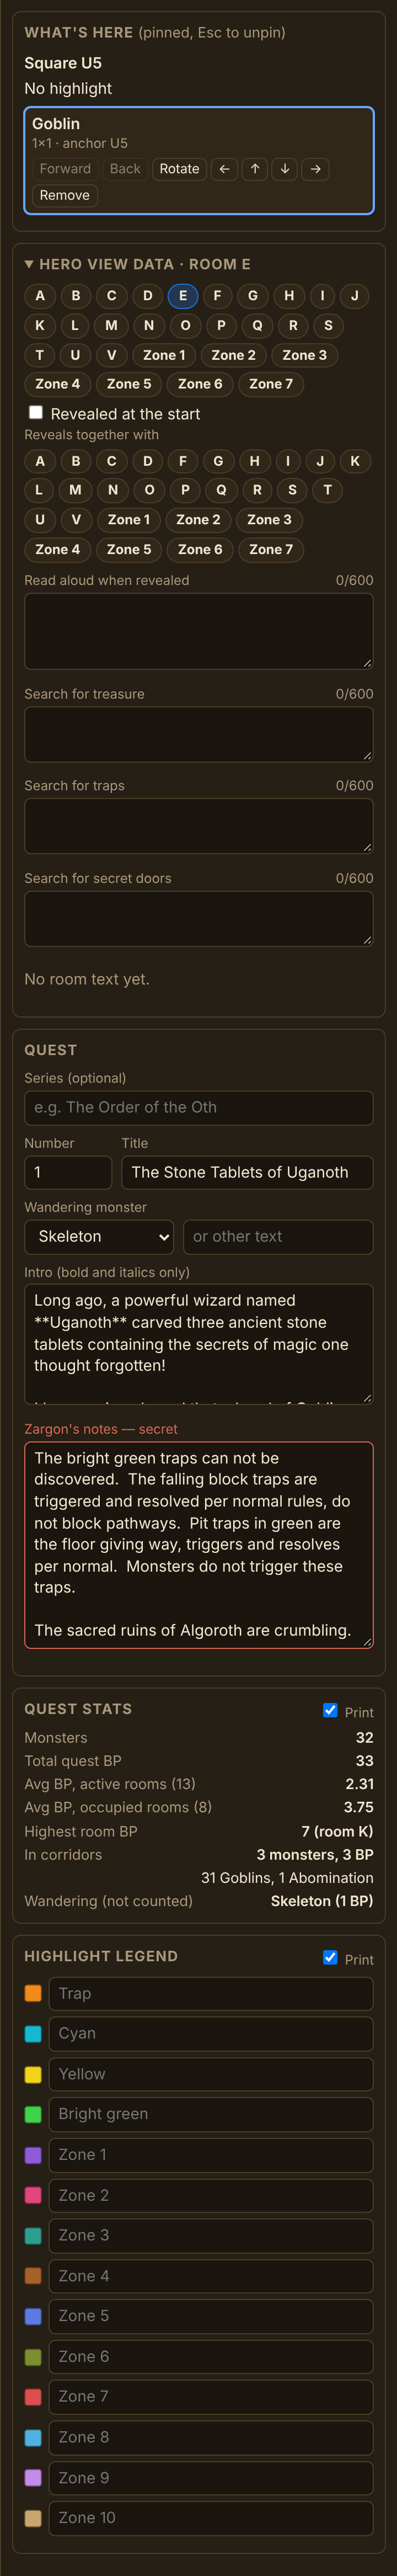 WHAT'S HERE (pinned, Esc to unpin)
Square U5
No highlight
Goblin
1×1 · anchor U5
Forward Back Rotate ← ↑ ↓ →
Remove
▼ HERO VIEW DATA · ROOM E
A B C D E F G H I J
K L M N O P Q R S
T U V Zone 1 Zone 2 Zone 3
Zone 4 Zone 5 Zone 6 Zone 7
Revealed at the start
Reveals together with
A B C D F G H I J K
L M N O P Q R S T
U V Zone 1 Zone 2 Zone 3
Zone 4 Zone 5 Zone 6 Zone 7
Read aloud when revealed 0/600
Search for treasure 0/600
Search for traps 0/600
Search for secret doors 0/600
No room text yet.
QUEST
Series (optional)
e.g. The Order of the Oth
Number Title
1 The Stone Tablets of Uganoth
Wandering monster
Skeleton or other text
Intro (bold and italics only)
Long ago, a powerful wizard named
**Uganoth** carved three ancient stone
tablets containing the secrets of magic one
thought forgotten!
Zargon's notes — secret
The bright green traps can not be
discovered.  The falling block traps are
triggered and resolved per normal rules, do
not block pathways.  Pit traps in green are
the floor giving way, triggers and resolves
per normal.  Monsters do not trigger these
traps.
The sacred ruins of Algoroth are crumbling.
QUEST STATS Print
Monsters 32
Total quest BP 33
Avg BP, active rooms (13) 2.31
Avg BP, occupied rooms (8) 3.75
Highest room BP 7 (room K)
In corridors 3 monsters, 3 BP
31 Goblins, 1 Abomination
Wandering (not counted) Skeleton (1 BP)
HIGHLIGHT LEGEND Print
Trap
Cyan
Yellow
Bright green
Zone 1
Zone 2
Zone 3
Zone 4
Zone 5
Zone 6
Zone 7
Zone 8
Zone 9
Zone 10